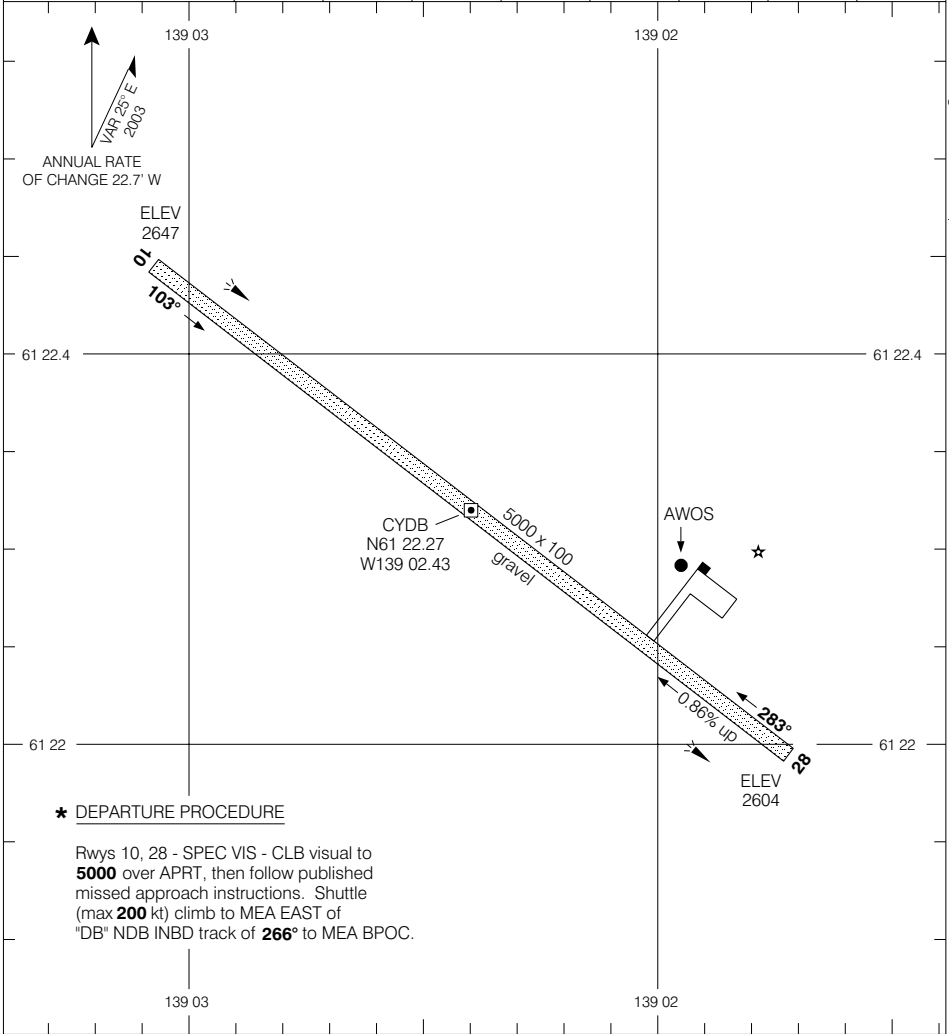 139 03
139 02
VAR 25° E
2003
ANNUAL RATE
OF CHANGE 22.7' W
ELEV
2647
10
103°
61 22.4
61 22.4
CYDB
N61 22.27
W139 02.43
5000 x 100
gravel
AWOS
0.86% up
283°
28
61 22
61 22
ELEV
2604
* DEPARTURE PROCEDURE
Rwys 10, 28 - SPEC VIS - CLB visual to
5000 over APRT, then follow published
missed approach instructions. Shuttle
(max 200 kt) climb to MEA EAST of
"DB" NDB INBD track of 266° to MEA BPOC.
139 03
139 02